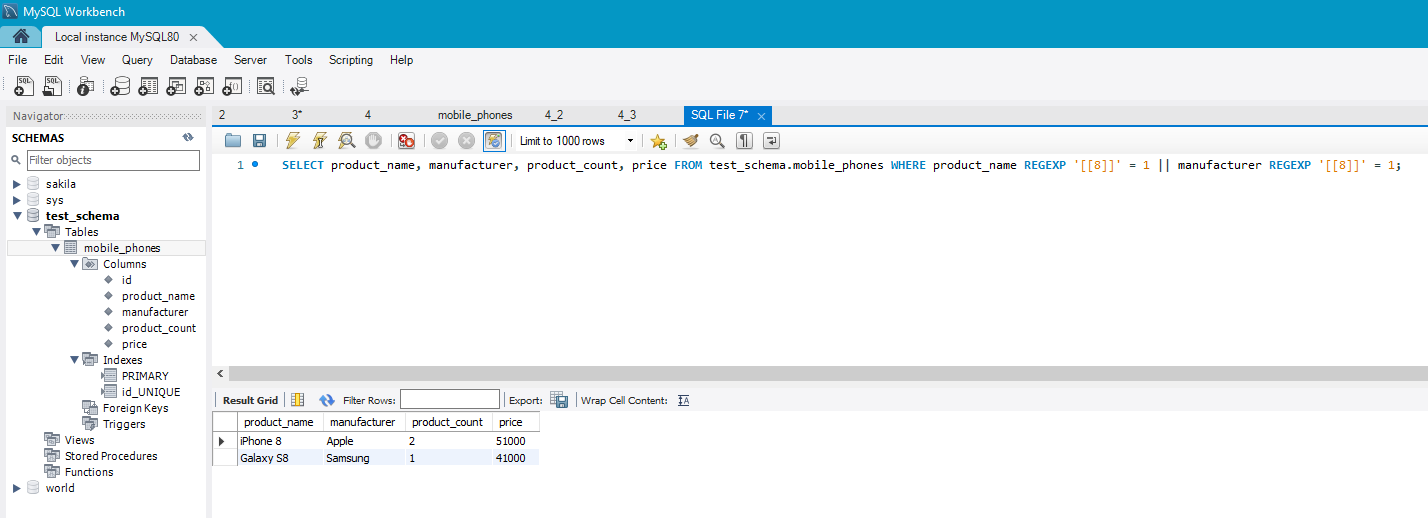 MySQL Workbench
Local instance MySQL80
File Edit View Query Database Server Tools Scripting Help
Navigator
SCHEMAS
Filter objects
sakila
sys
test_schema
Tables
mobile_phones
Columns
id
product_name
manufacturer
product_count
price
Indexes
PRIMARY
id_UNIQUE
Foreign Keys
Triggers
Views
Stored Procedures
Functions
world
2 3* 4 mobile_phones 4_2 4_3 SQL File 7*
Limit to 1000 rows
1 SELECT product_name, manufacturer, product_count, price FROM test_schema.mobile_phones WHERE product_name REGEXP '[[8]]' = 1 || manufacturer REGEXP '[[8]]' = 1;
Result Grid Filter Rows: Export: Wrap Cell Content:
product_name manufacturer product_count price
iPhone 8 Apple 2 51000
Galaxy S8 Samsung 1 41000